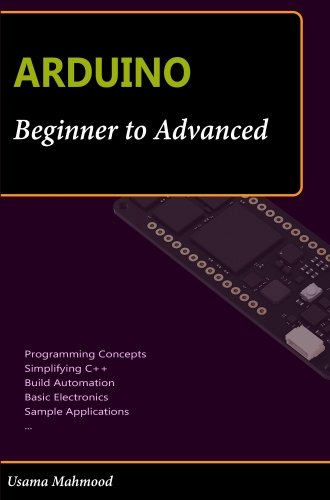 ARDUINO
Beginner to Advanced
Programming Concepts
Simplifying C++
Build Automation
Basic Electronics
Sample Applications
...
Usama Mahmood